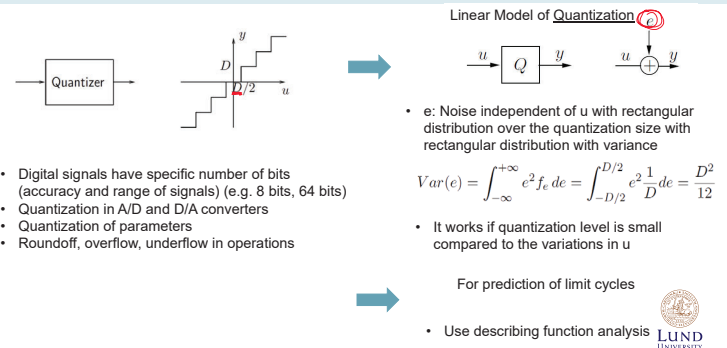 Quantizer
y
D
D/2
u
• Digital signals have specific number of bits
(accuracy and range of signals) (e.g. 8 bits, 64 bits)
• Quantization in A/D and D/A converters
• Quantization of parameters
• Roundoff, overflow, underflow in operations
Linear Model of Quantization e
u Q y
u + y
• e: Noise independent of u with rectangular
distribution over the quantization size with
rectangular distribution with variance
Var(e) = ∫_{-∞}^{+∞} e² f_e de = ∫_{-D/2}^{D/2} e² 1/D de = D²/12
• It works if quantization level is small
compared to the variations in u
For prediction of limit cycles
• Use describing function analysis
LUND
UNIVERSITY